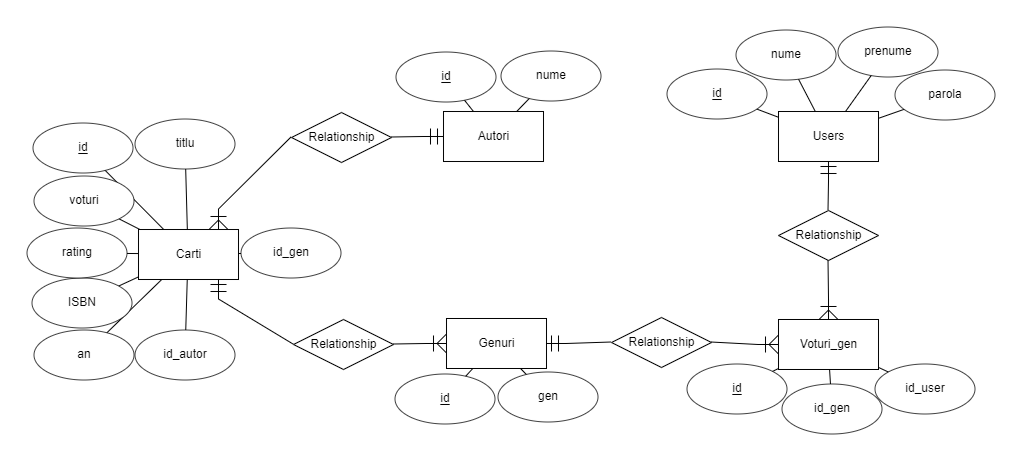 id
nume
nume
prenume
id
parola
Relationship
Autori
Users
id
titlu
voturi
Relationship
rating
Carti
id_gen
ISBN
Relationship
Genuri
Relationship
Voturi_gen
an
id_autor
id
gen
id
id_gen
id_user